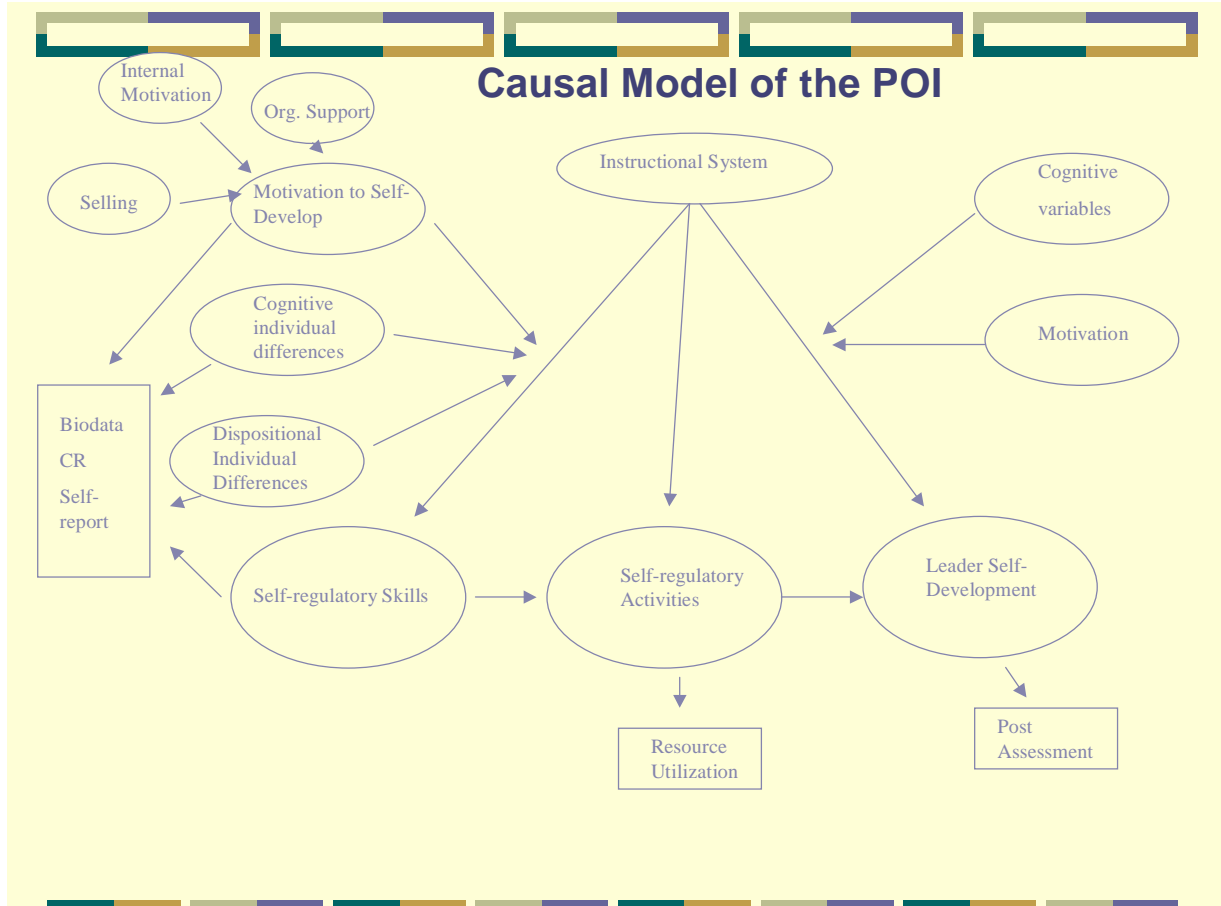 Causal Model of the POI
Internal
Motivation
Org. Support
Selling
Motivation to Self-
Develop
Instructional System
Cognitive
variables
Motivation
Cognitive
individual
differences
Dispositional
Individual
Differences
Biodata
CR
Self-
report
Self-regulatory Skills
Self-regulatory
Activities
Leader Self-
Development
Resource
Utilization
Post
Assessment